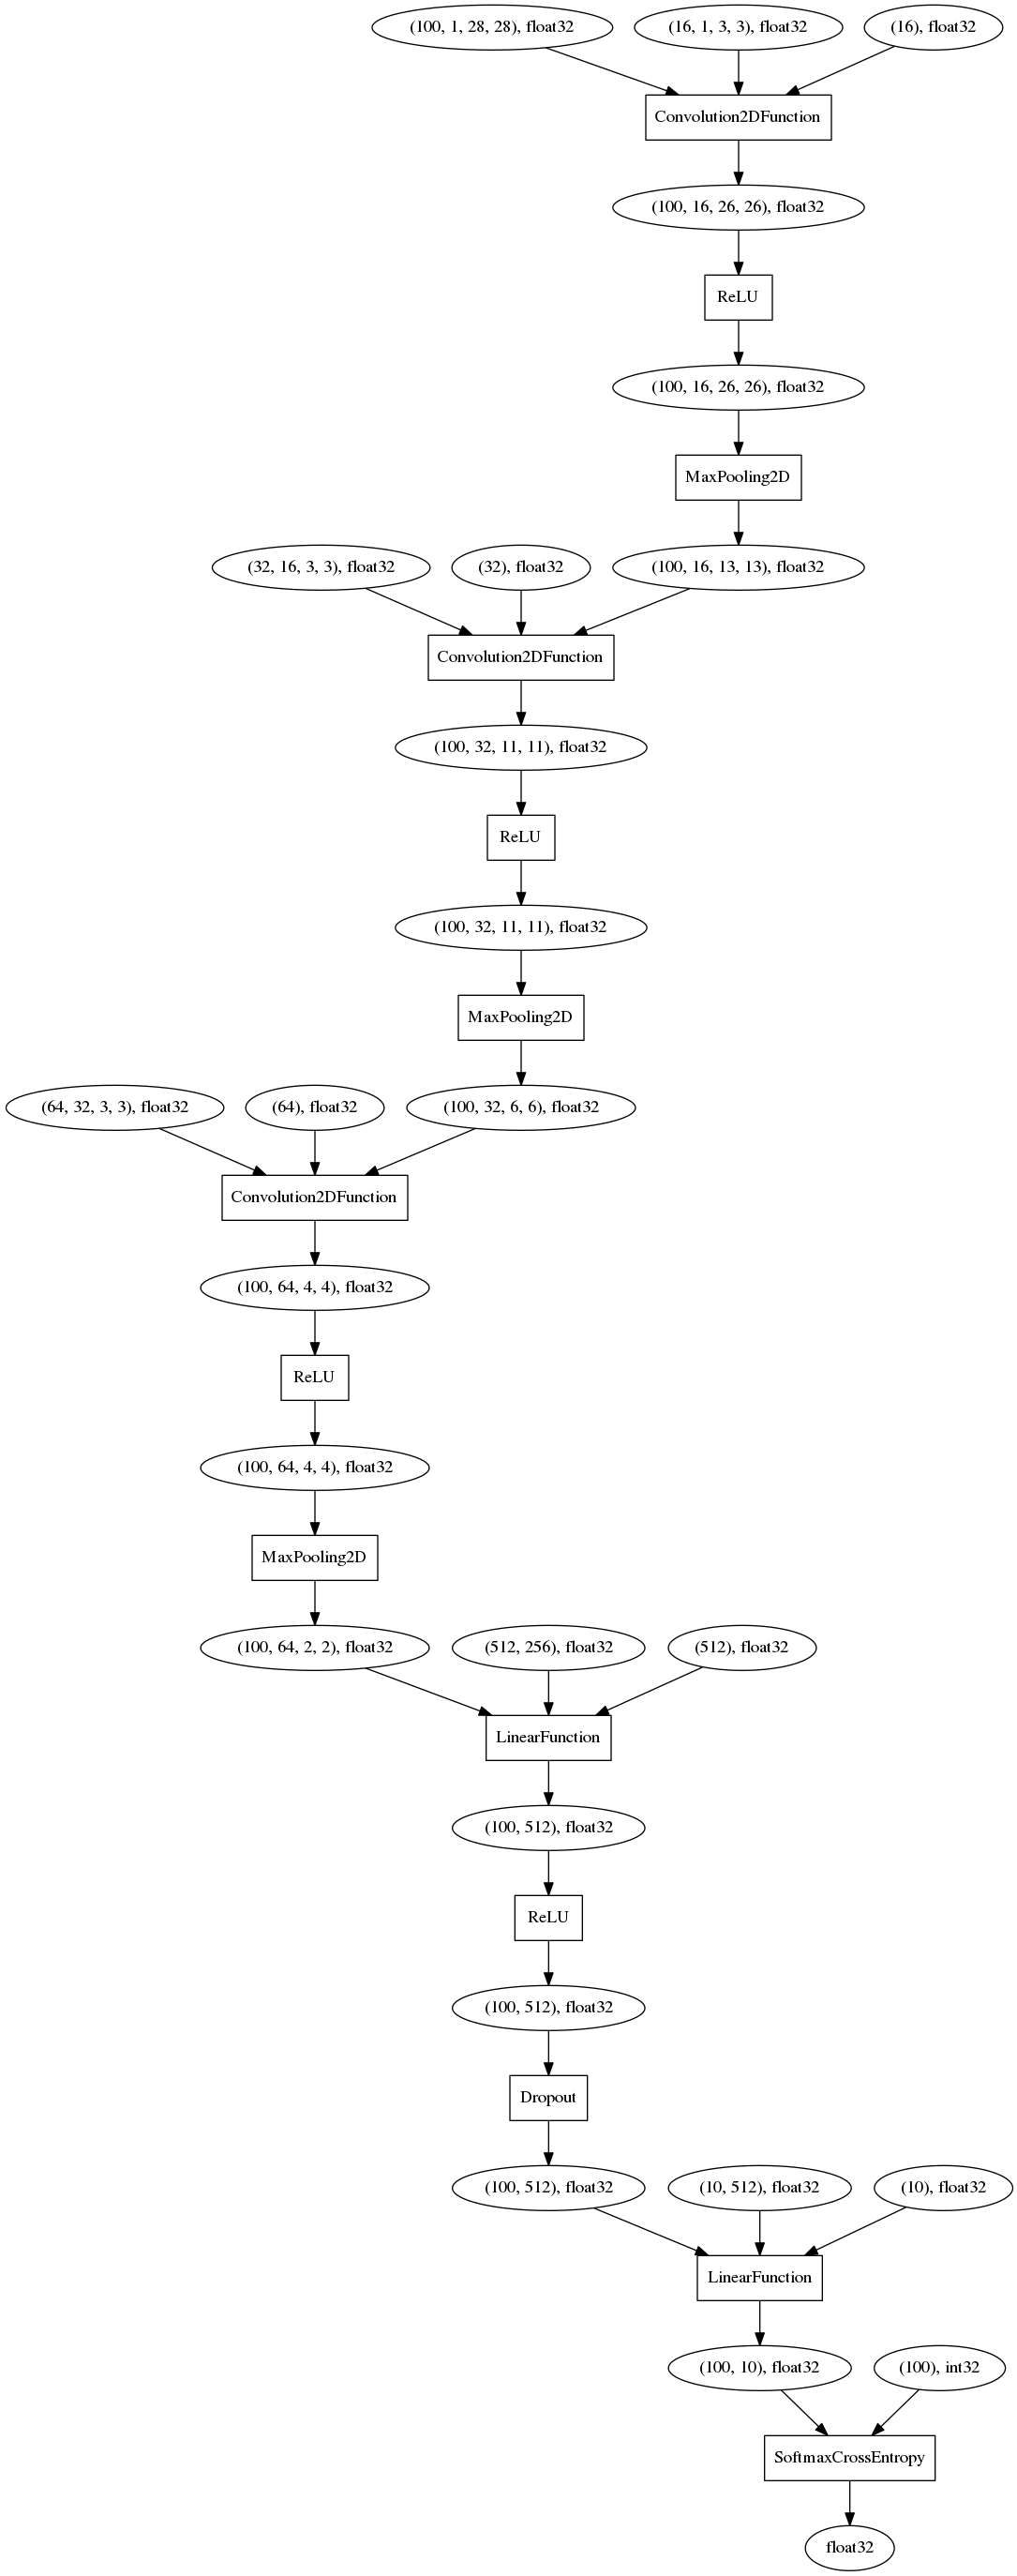 (100, 1, 28, 28), float32
(16, 1, 3, 3), float32
(16), float32
Convolution2DFunction
(100, 16, 26, 26), float32
ReLU
(100, 16, 26, 26), float32
MaxPooling2D
(32, 16, 3, 3), float32
(32), float32
(100, 16, 13, 13), float32
Convolution2DFunction
(100, 32, 11, 11), float32
ReLU
(100, 32, 11, 11), float32
MaxPooling2D
(64, 32, 3, 3), float32
(64), float32
(100, 32, 6, 6), float32
Convolution2DFunction
(100, 64, 4, 4), float32
ReLU
(100, 64, 4, 4), float32
MaxPooling2D
(100, 64, 2, 2), float32
(512, 256), float32
(512), float32
LinearFunction
(100, 512), float32
ReLU
(100, 512), float32
Dropout
(100, 512), float32
(10, 512), float32
(10), float32
LinearFunction
(100, 10), float32
(100), int32
SoftmaxCrossEntropy
float32